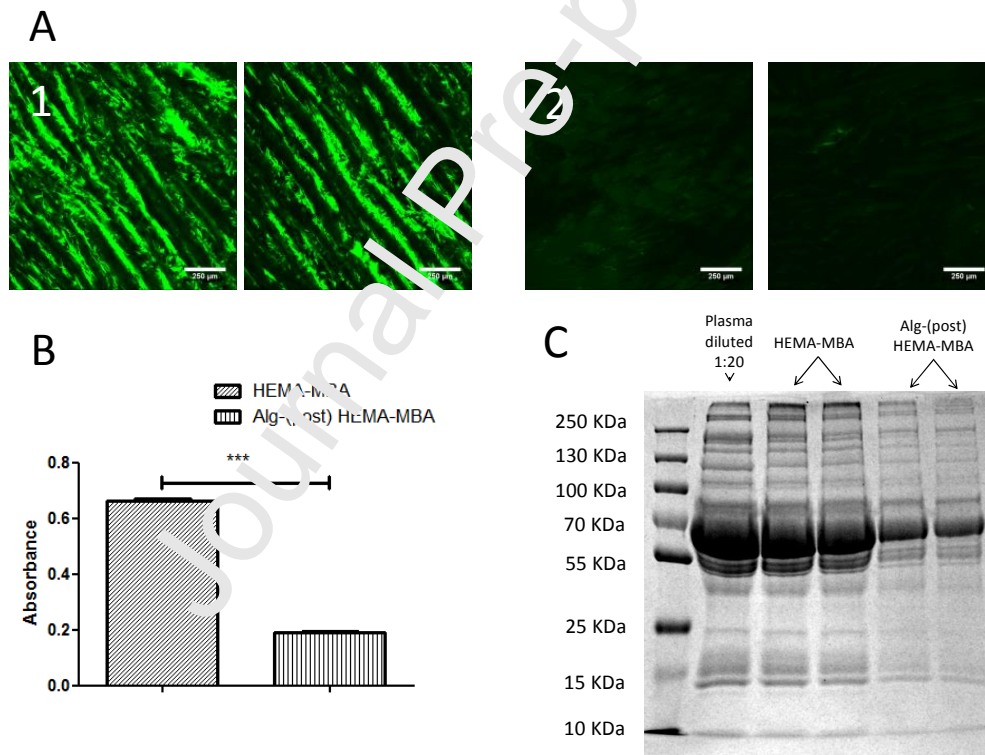 A
Journal Pre-p
1
2
250 µm
250 µm
250 µm
250 µm
B
HEMA-MBA
Alg-(post) HEMA-MBA
***
0.8
0.6
0.4
0.2
0.0
Absorbance
C
Plasma
diluted
1:20
HEMA-MBA
Alg-(post)
HEMA-MBA
250 KDa
130 KDa
100 KDa
70 KDa
55 KDa
25 KDa
15 KDa
10 KDa